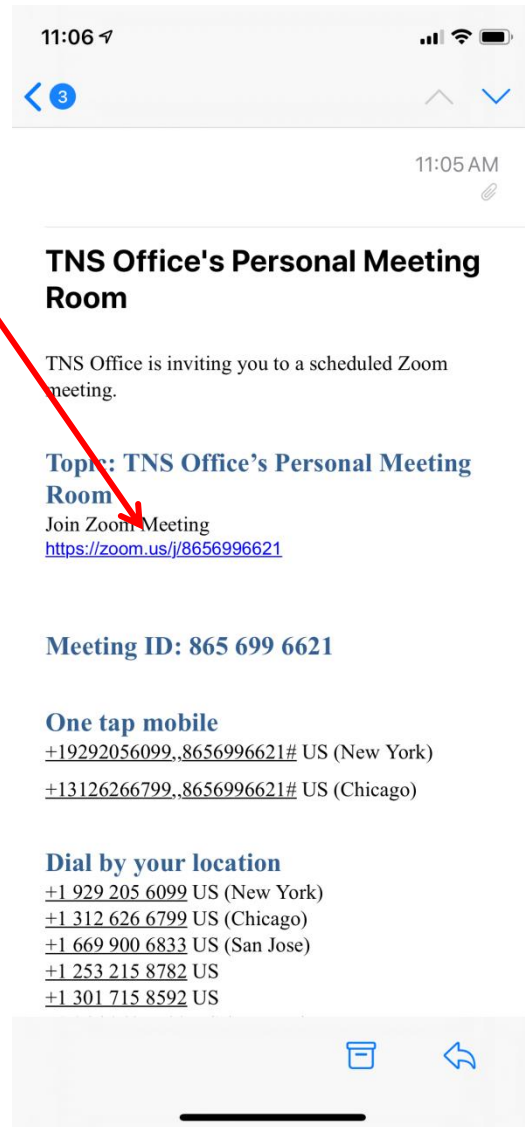 11:06
3
11:05 AM
TNS Office's Personal Meeting
Room
TNS Office is inviting you to a scheduled Zoom
meeting.
Topic: TNS Office’s Personal Meeting
Room
Join Zoom Meeting
https://zoom.us/j/8656996621
Meeting ID: 865 699 6621
One tap mobile
+19292056099,,8656996621# US (New York)
+13126266799,,8656996621# US (Chicago)
Dial by your location
+1 929 205 6099 US (New York)
+1 312 626 6799 US (Chicago)
+1 669 900 6833 US (San Jose)
+1 253 215 8782 US
+1 301 715 8592 US